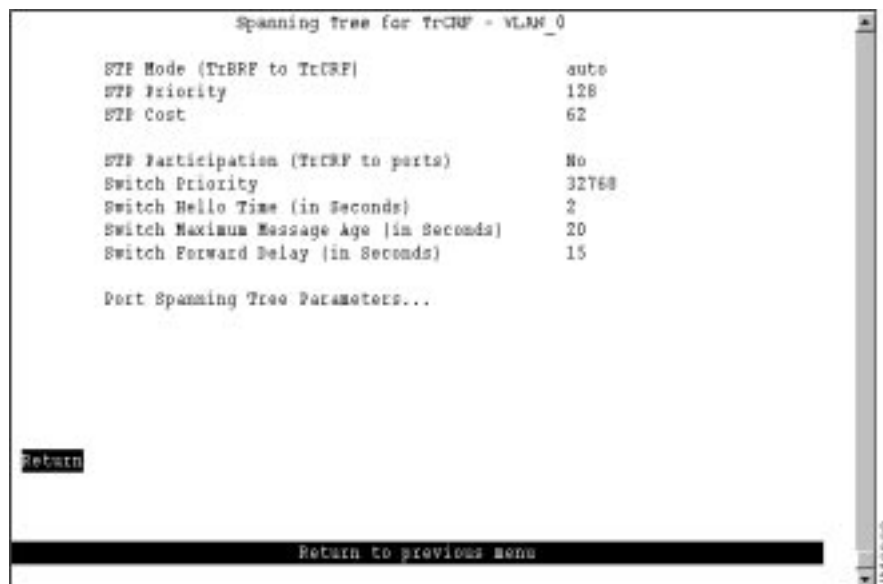 Spanning Tree for TrCRF - VLAN_0
STP Mode (TrBRF to TrCRF) auto
STP Priority 128
STP Cost 62
STP Participation (TrCRF to ports) No
Switch Priority 32768
Switch Hello Time (in Seconds) 2
Switch Maximum Message Age (in Seconds) 20
Switch Forward Delay (in Seconds) 15
Port Spanning Tree Parameters...
Return
Return to previous menu